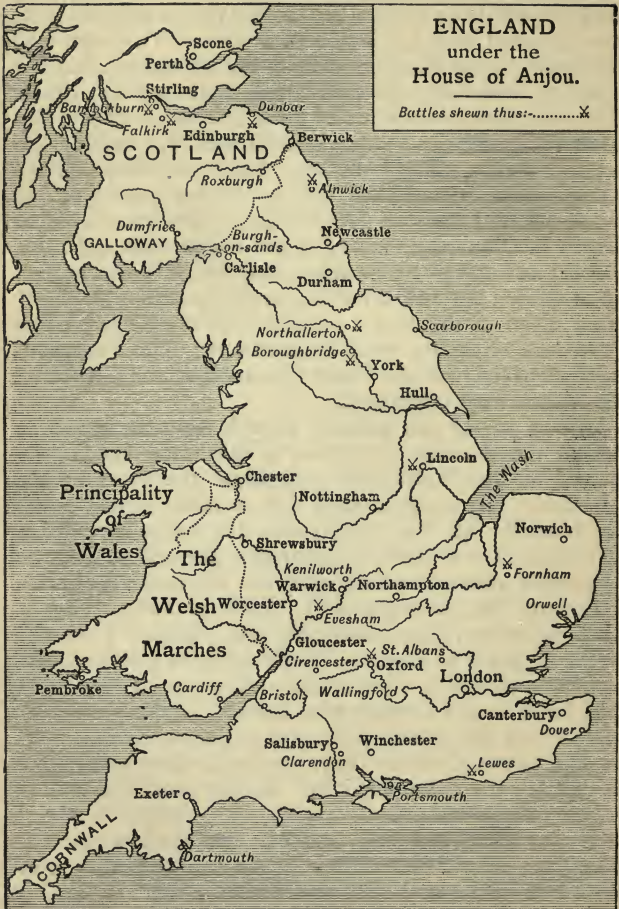 ENGLAND
under the
House of Anjou.
Battles shewn thus:-............
Scone
Perth
Stirling
Bannockburn
Falkirk
Edinburgh
Dunbar
Berwick
SCOTLAND
Roxburgh
Alnwick
Dumfries
GALLOWAY
Burgh-
on-sands
Newcastle
Carlisle
Durham
Northallerton
Scarborough
Boroughbridge
York
Hull
Lincoln
The Wash
Chester
Nottingham
Principality
of
Wales
Norwich
Shrewsbury
The
Welsh
Marches
Kenilworth
Warwick
Northampton
Fornham
Worcester
Evesham
Orwell
Gloucester
St. Albans
Cirencester
Oxford
London
Pembroke
Cardiff
Bristol
Wallingford
Canterbury
Dover
Salisbury
Winchester
Clarendon
Lewes
Portsmouth
Exeter
CORNWALL
Dartmouth